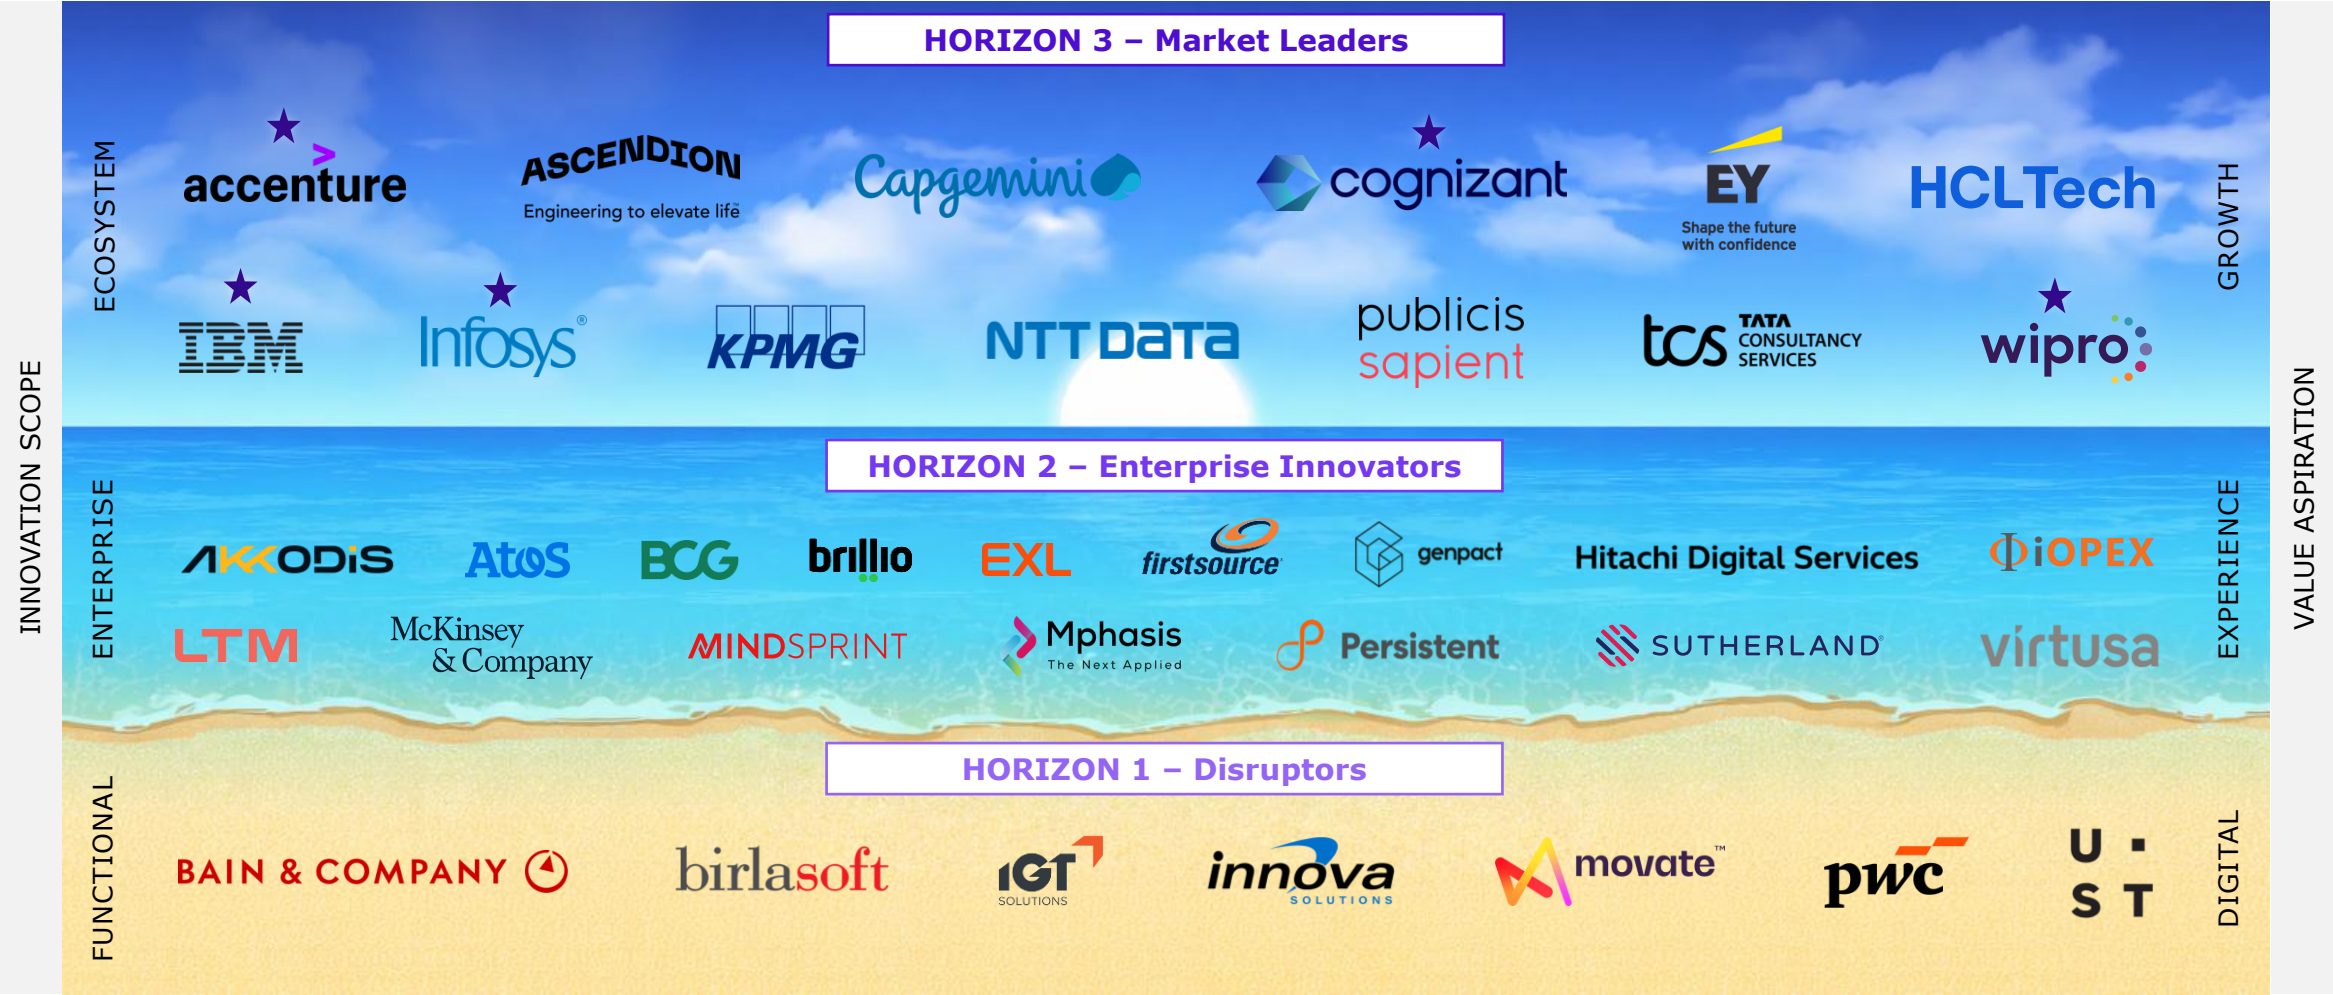 HORIZON 3 – Market Leaders
INNOVATION SCOPE
VALUE ASPIRATION
ECOSYSTEM
GROWTH
accenture
ASCENDION
Engineering to elevate life™
Capgemini
cognizant
EY
Shape the future
with confidence
HCLTech
IBM
Infosys®
KPMG
NTT DATA
publicis
sapient
tcs TATA
CONSULTANCY
SERVICES
wipro
HORIZON 2 – Enterprise Innovators
ENTERPRISE
EXPERIENCE
AKKODiS
Atos
BCG
brillio
EXL
firstsource
genpact
Hitachi Digital Services
iOPEX
LTM
McKinsey
& Company
MINDSPRINT
Mphasis
The Next Applied
Persistent
SUTHERLAND®
virtusa
HORIZON 1 – Disruptors
FUNCTIONAL
DIGITAL
BAIN & COMPANY
birlasoft
IGT
SOLUTIONS
innova
SOLUTIONS
movate™
pwc
U ·
S T